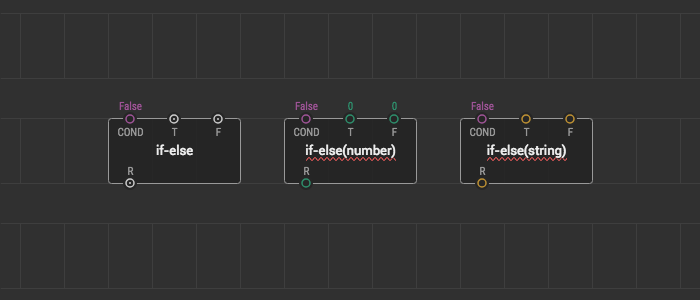 False
COND T F
if-else
R
False 0 0
COND T F
if-else(number)
R
False
COND T F
if-else(string)
R